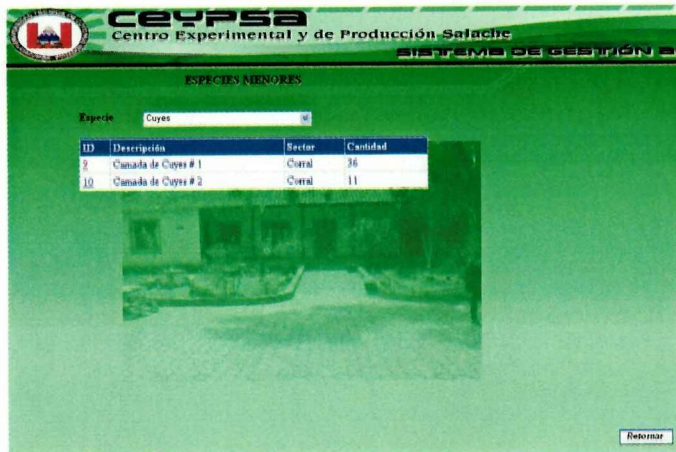 ceypsa
Centro Experimental y de Producción Salache
SISTEMA DE GESTIÓN a
ESPECIES MENORES
Especie Cuyes
ID Descripción Sector Cantidad
9 Camada de Cuyes # 1 Corral 36
10 Camada de Cuyes # 2 Corral 11
Retornar